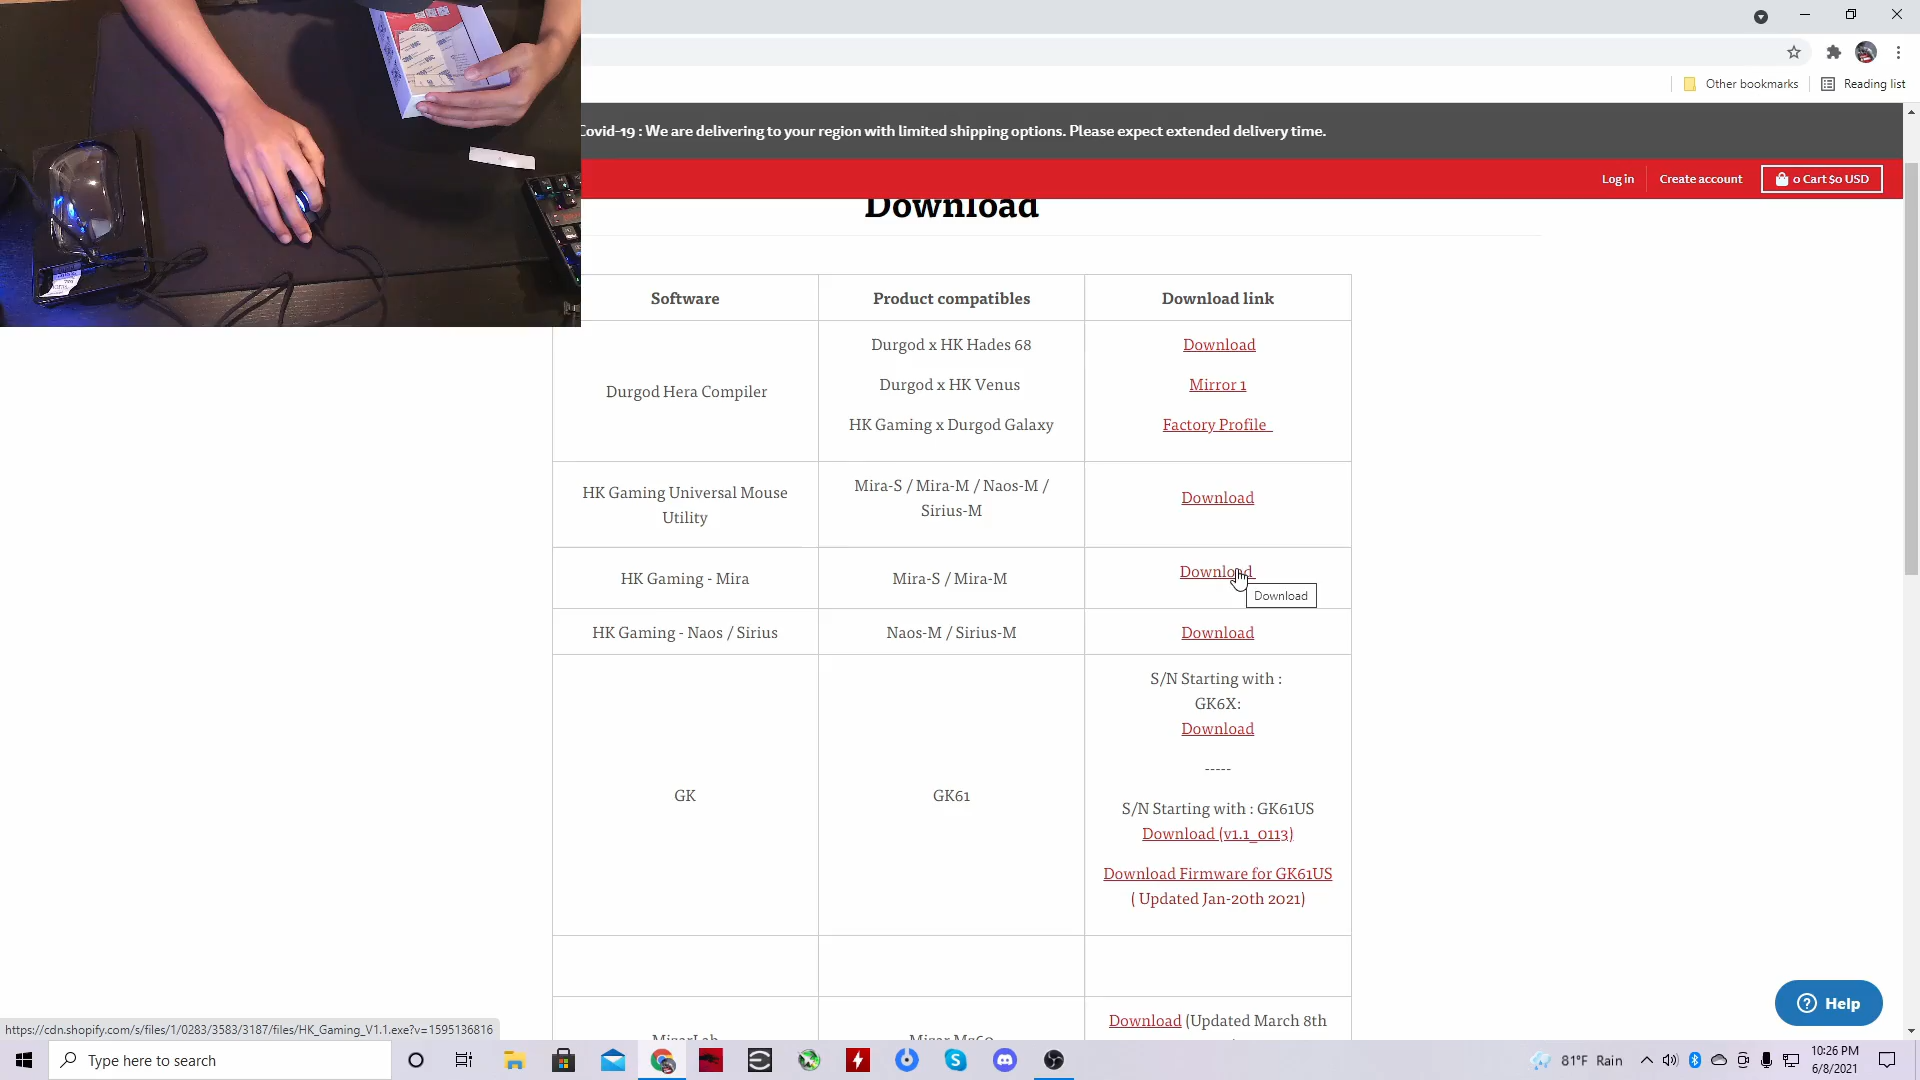 Other bookmarks
Reading list
Covid-19 : We are delivering to your region with limited shipping options. Please expect extended delivery time.
Log in
Create account
0 Cart $0 USD
Download
Software
Product compatibles
Download link
Durgod Hera Compiler
Durgod x HK Hades 68
Durgod x HK Venus
HK Gaming x Durgod Galaxy
Download
Mirror 1
Factory Profile
HK Gaming Universal Mouse
Utility
Mira-S / Mira-M / Naos-M /
Sirius-M
Download
HK Gaming - Mira
Mira-S / Mira-M
Download
Download
HK Gaming - Naos / Sirius
Naos-M / Sirius-M
Download
GK
GK61
S/N Starting with :
GK6X:
Download
-----
S/N Starting with : GK61US
Download (v1.1_0113)
Download Firmware for GK61US
( Updated Jan-20th 2021)
Download (Updated March 8th
Help
https://cdn.shopify.com/s/files/1/0283/3583/3187/files/HK_Gaming_V1.1.exe?v=1595136816
Type here to search
81°F Rain
10:26 PM
6/8/2021